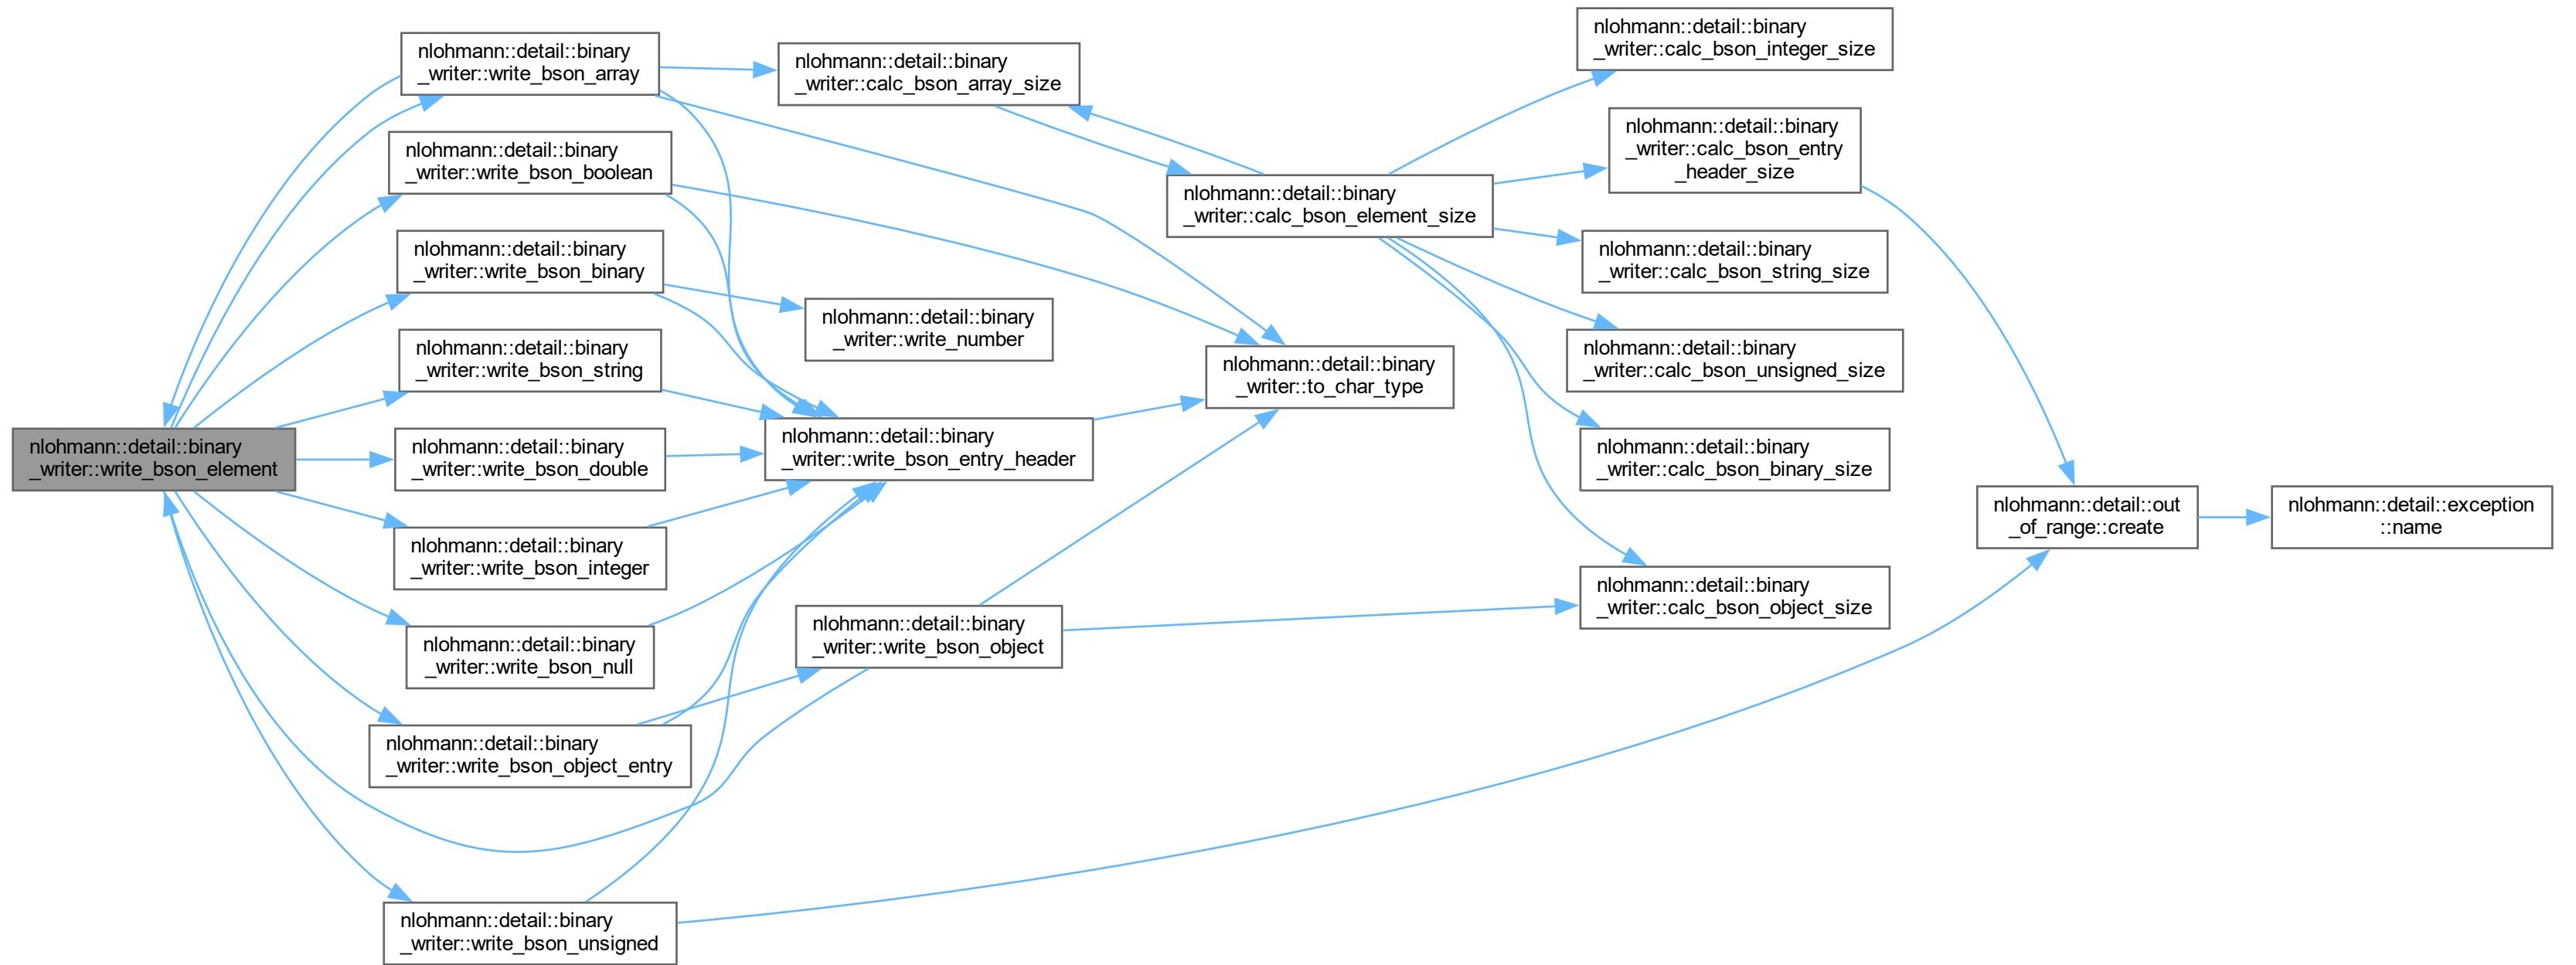 nlohmann::detail::binary
_writer::write_bson_element
nlohmann::detail::binary
_writer::write_bson_array
nlohmann::detail::binary
_writer::write_bson_boolean
nlohmann::detail::binary
_writer::write_bson_binary
nlohmann::detail::binary
_writer::write_bson_string
nlohmann::detail::binary
_writer::write_bson_double
nlohmann::detail::binary
_writer::write_bson_integer
nlohmann::detail::binary
_writer::write_bson_null
nlohmann::detail::binary
_writer::write_bson_object_entry
nlohmann::detail::binary
_writer::write_bson_unsigned
nlohmann::detail::binary
_writer::calc_bson_array_size
nlohmann::detail::binary
_writer::write_number
nlohmann::detail::binary
_writer::write_bson_entry_header
nlohmann::detail::binary
_writer::write_bson_object
nlohmann::detail::binary
_writer::calc_bson_element_size
nlohmann::detail::binary
_writer::to_char_type
nlohmann::detail::binary
_writer::calc_bson_integer_size
nlohmann::detail::binary
_writer::calc_bson_entry
_header_size
nlohmann::detail::binary
_writer::calc_bson_string_size
nlohmann::detail::binary
_writer::calc_bson_unsigned_size
nlohmann::detail::binary
_writer::calc_bson_binary_size
nlohmann::detail::binary
_writer::calc_bson_object_size
nlohmann::detail::out
_of_range::create
nlohmann::detail::exception
::name